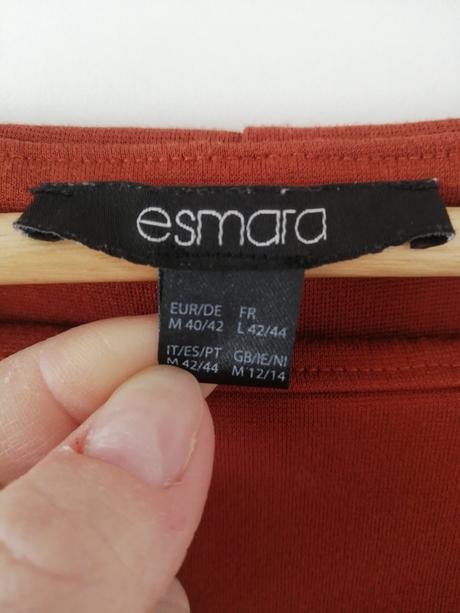 esmara
EUR/DE FR
M 40/42 L 42/44
IT/ES/PT GB/IE/NI
M 42/44 M 12/14